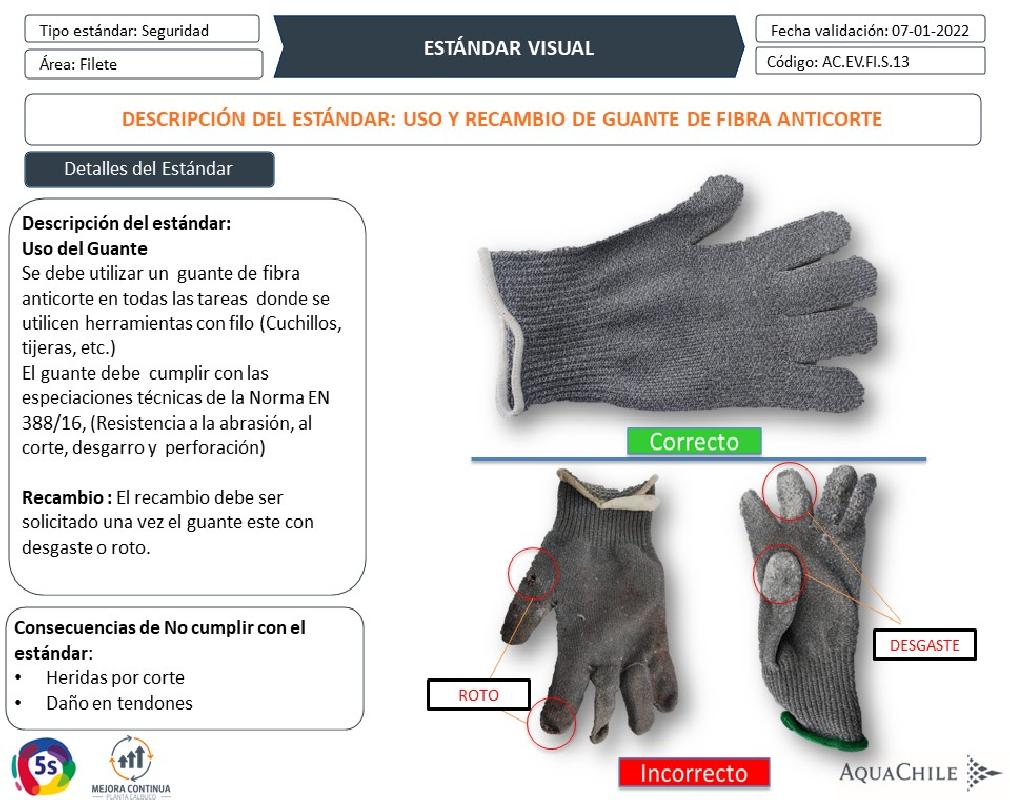 Tipo estándar: Seguridad
Área: Filete
ESTÁNDAR VISUAL
Fecha validación: 07-01-2022
Código: AC.EV.FI.S.13
DESCRIPCIÓN DEL ESTÁNDAR: USO Y RECAMBIO DE GUANTE DE FIBRA ANTICORTE
Detalles del Estándar
Descripción del estándar:
Uso del Guante
Se debe utilizar un guante de fibra
anticorte en todas las tareas donde se
utilicen herramientas con filo (Cuchillos,
tijeras, etc.)
El guante debe cumplir con las
especiaciones técnicas de la Norma EN
388/16, (Resistencia a la abrasión, al
corte, desgarro y perforación)
Recambio : El recambio debe ser
solicitado una vez el guante este con
desgaste o roto.
Consecuencias de No cumplir con el
estándar:
• Heridas por corte
• Daño en tendones
Correcto
ROTO
DESGASTE
Incorrecto
5s
MEJORA CONTINUA
PLANTA CALBUCO
AQUACHILE